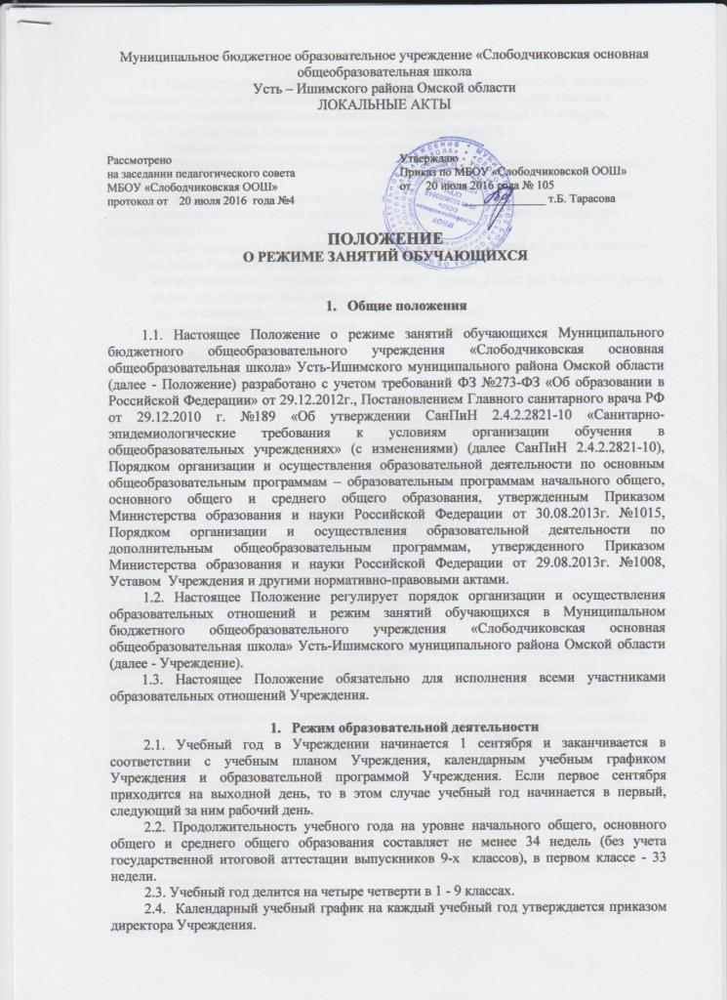 Муниципальное бюджетное образовательное учреждение «Слободчиковская основная
общеобразовательная школа
Усть – Ишимского района Омской области
ЛОКАЛЬНЫЕ АКТЫ
Рассмотрено
на заседании педагогического совета
МБОУ «Слободчиковская ООШ»
протокол от 20 июля 2016 года №4
Утверждаю
Приказ по МБОУ «Слободчиковской ООШ»
от 20 июля 2016 года № 105
т.Б. Тарасова
ПОЛОЖЕНИЕ
О РЕЖИМЕ ЗАНЯТИЙ ОБУЧАЮЩИХСЯ
1. Общие положения
1.1. Настоящее Положение о режиме занятий обучающихся Муниципального
бюджетного общеобразовательного учреждения «Слободчиковская основная
общеобразовательная школа» Усть-Ишимского муниципального района Омской области
(далее - Положение) разработано с учетом требований ФЗ №273-ФЗ «Об образовании в
Российской Федерации» от 29.12.2012г., Постановлением Главного санитарного врача РФ
от 29.12.2010 г. №189 «Об утверждении СанПиН 2.4.2.2821-10 «Санитарно-
эпидемиологические требования к условиям организации обучения в
общеобразовательных учреждениях» (с изменениями) (далее СанПиН 2.4.2.2821-10),
Порядком организации и осуществления образовательной деятельности по основным
общеобразовательным программам – образовательным программам начального общего,
основного общего и среднего общего образования, утвержденным Приказом
Министерства образования и науки Российской Федерации от 30.08.2013г. №1015,
Порядком организации и осуществления образовательной деятельности по
дополнительным общеобразовательным программам, утвержденного Приказом
Министерства образования и науки Российской Федерации от 29.08.2013г. №1008,
Уставом Учреждения и другими нормативно-правовыми актами.
1.2. Настоящее Положение регулирует порядок организации и осуществления
образовательных отношений и режим занятий обучающихся в Муниципальном
бюджетного общеобразовательного учреждения «Слободчиковская основная
общеобразовательная школа» Усть-Ишимского муниципального района Омской области
(далее - Учреждение).
1.3. Настоящее Положение обязательно для исполнения всеми участниками
образовательных отношений Учреждения.
1. Режим образовательной деятельности
2.1. Учебный год в Учреждении начинается 1 сентября и заканчивается в
соответствии с учебным планом Учреждения, календарным учебным графиком
Учреждения и образовательной программой Учреждения. Если первое сентября
приходится на выходной день, то в этом случае учебный год начинается в первый,
следующий за ним рабочий день.
2.2. Продолжительность учебного года на уровне начального общего, основного
общего и среднего общего образования составляет не менее 34 недель (без учета
государственной итоговой аттестации выпускников 9-х классов), в первом классе - 33
недели.
2.3. Учебный год делится на четыре четверти в 1 - 9 классах.
2.4. Календарный учебный график на каждый учебный год утверждается приказом
директора Учреждения.